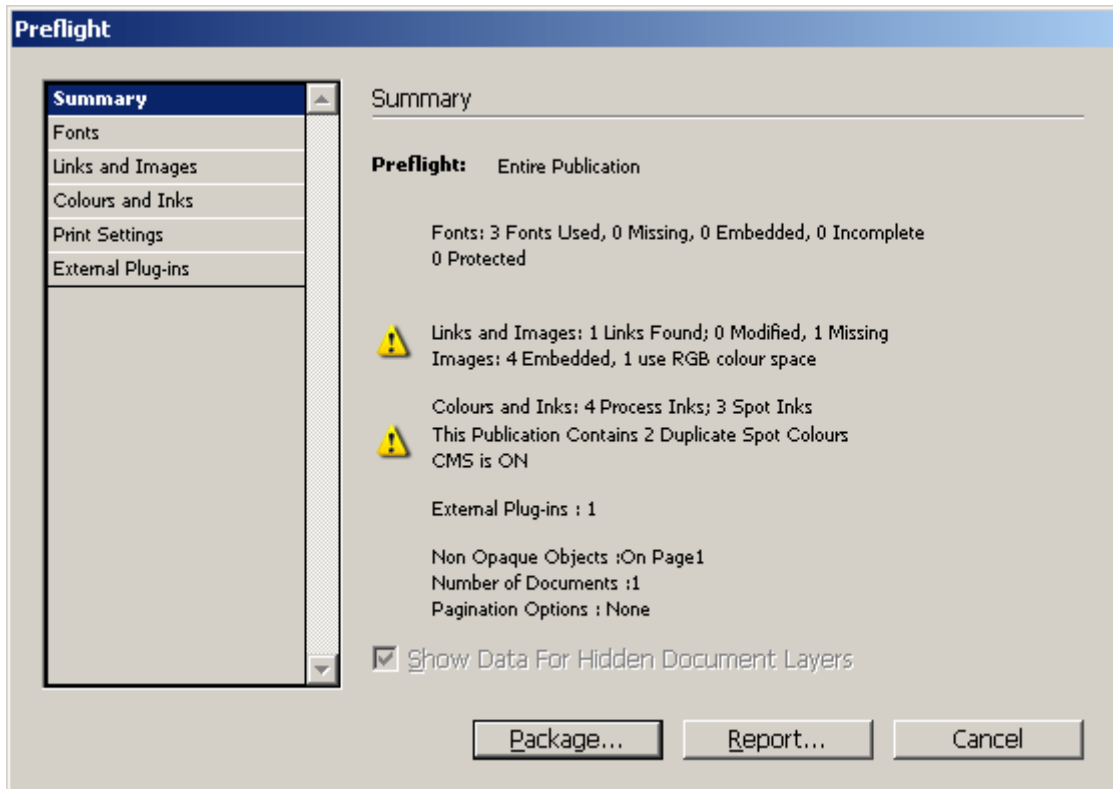 Preflight
Summary
Fonts
Links and Images
Colours and Inks
Print Settings
External Plug-ins
Summary
Preflight: Entire Publication
Fonts: 3 Fonts Used, 0 Missing, 0 Embedded, 0 Incomplete
0 Protected
Links and Images: 1 Links Found; 0 Modified, 1 Missing
Images: 4 Embedded, 1 use RGB colour space
Colours and Inks: 4 Process Inks; 3 Spot Inks
This Publication Contains 2 Duplicate Spot Colours
CMS is ON
External Plug-ins : 1
Non Opaque Objects :On Page1
Number of Documents :1
Pagination Options : None
Show Data For Hidden Document Layers
Package... Report... Cancel